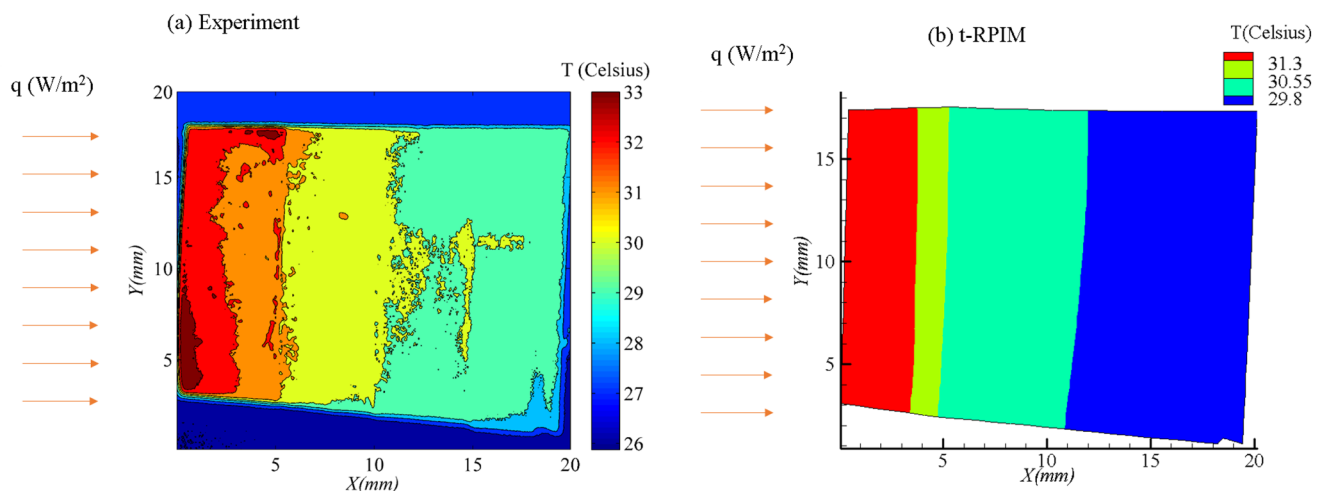 (a) Experiment
q (W/m²)
T (Celsius)
20
15
10
5
Y(mm)
5
10
15
20
X(mm)
33
32
31
30
29
28
27
26
(b) t-RPIM
q (W/m²)
T(Celsius)
31.3
30.55
29.8
15
10
5
Y(mm)
5
10
15
20
X(mm)